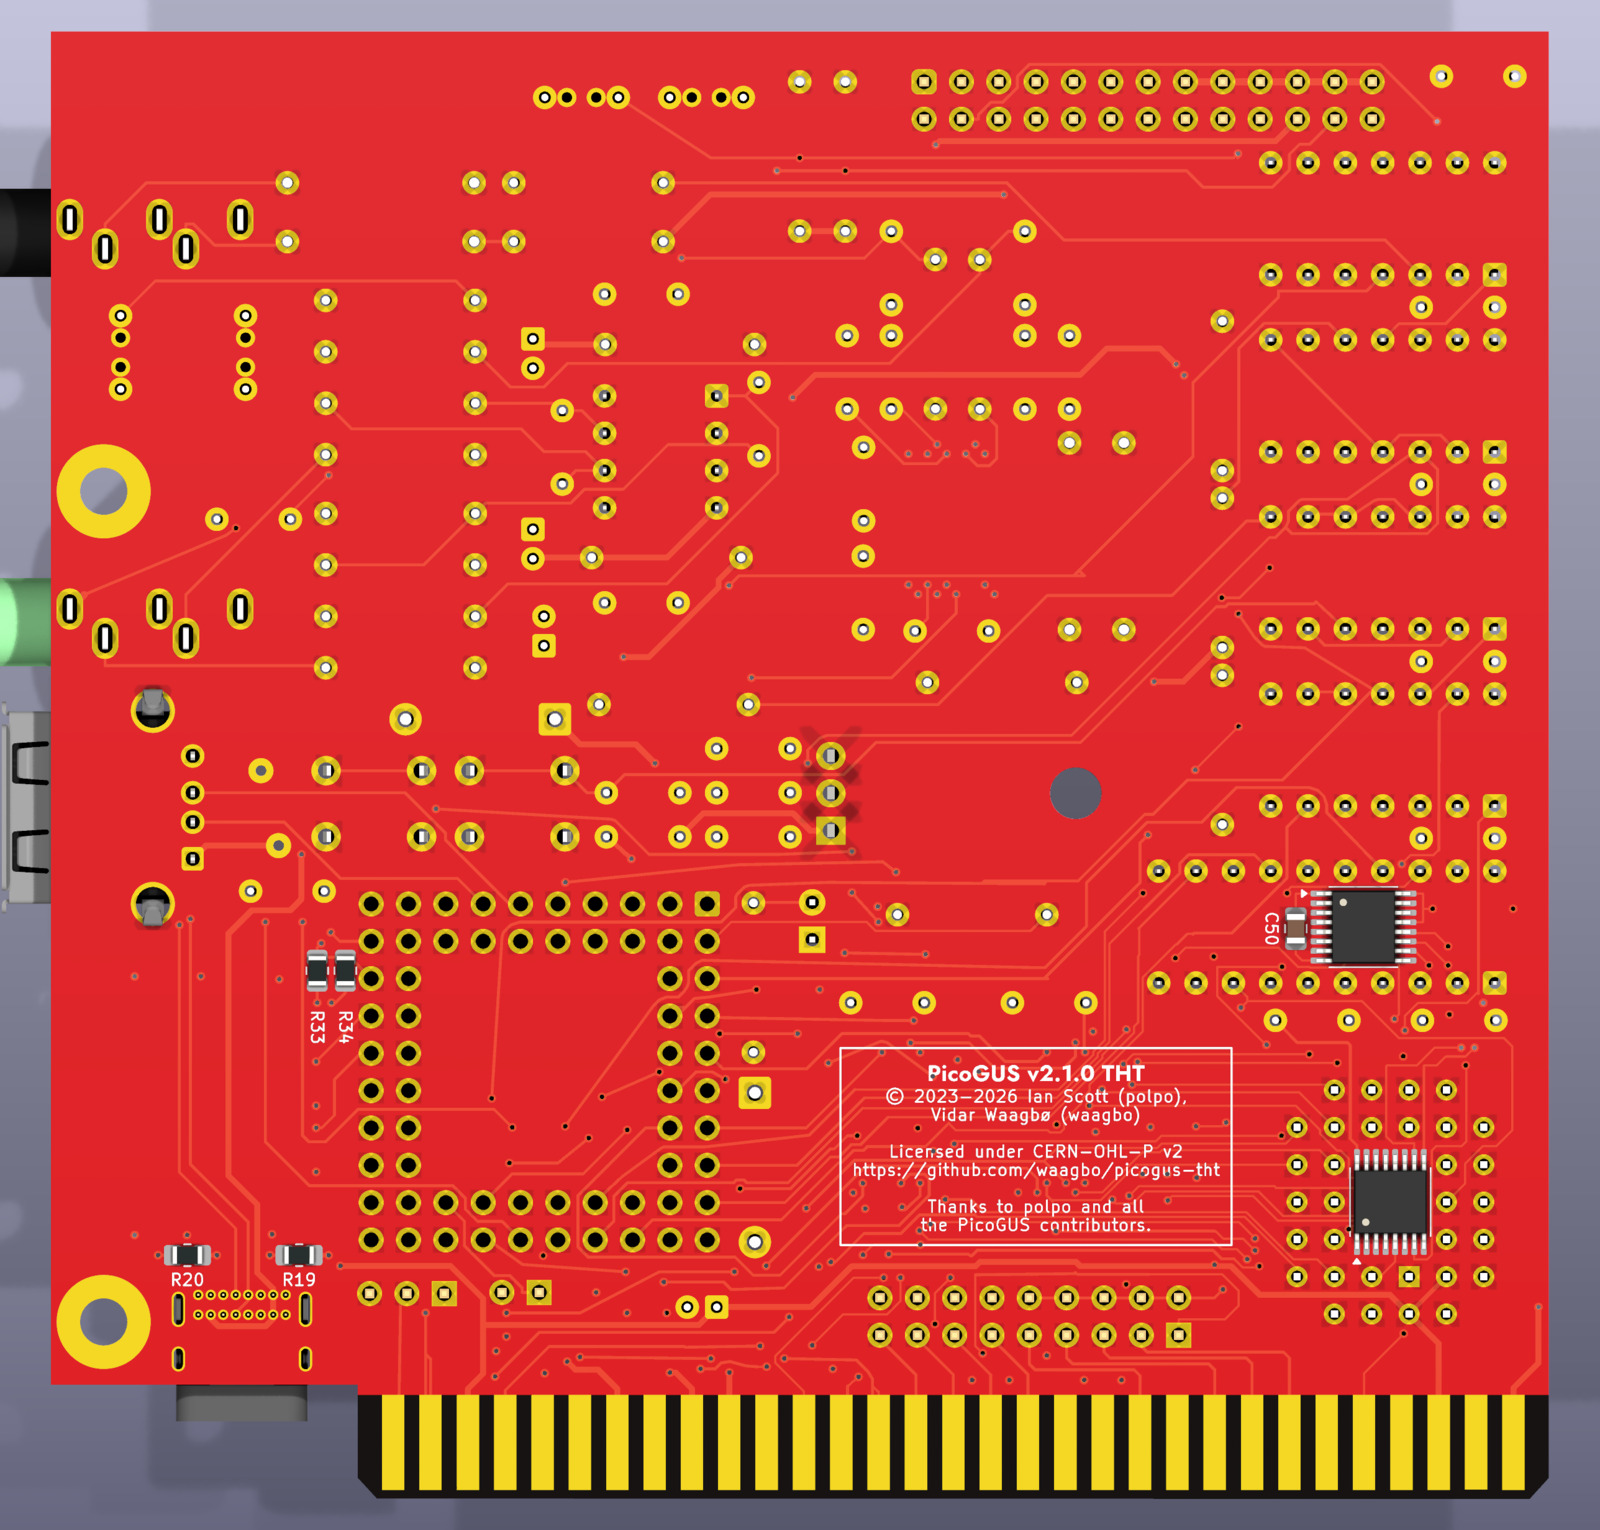 C50
R33
R34
PicoGUS v2.1.0 THT
© 2023-2026 Ian Scott (polpo),
Vidar Waagbø (waagbo)
Licensed under CERN-OHL-P v2
https://github.com/waagbo/picogus-tht
Thanks to polpo and all
the PicoGUS contributors.
R20
R19